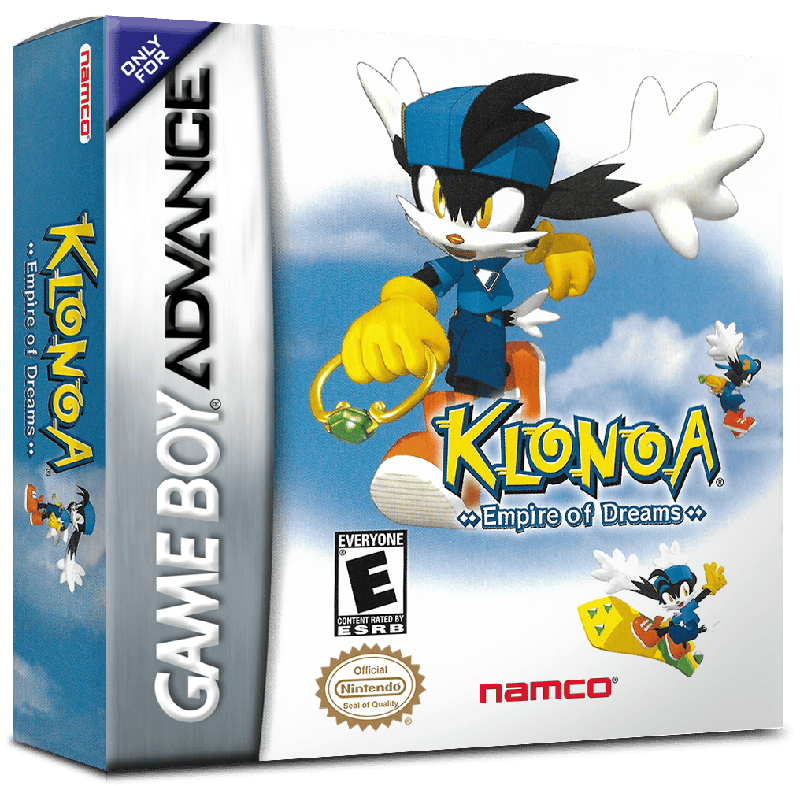 namco®
KLONOA®
Empire of Dreams
ONLY
FOR
GAME BOY® ADVANCE
KLONOA®
Empire of Dreams
EVERYONE
®
E
CONTENT RATED BY
ESRB
Official
Nintendo®
Seal of Quality
®
namco®